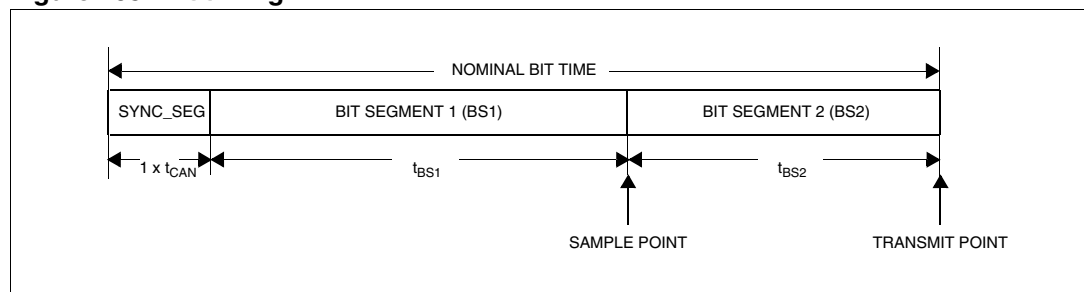 NOMINAL BIT TIME
SYNC_SEG BIT SEGMENT 1 (BS1) BIT SEGMENT 2 (BS2)
1 x tCAN tBS1 tBS2
SAMPLE POINT TRANSMIT POINT